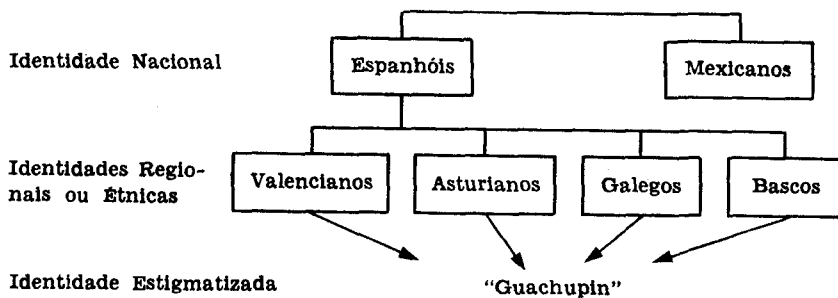 Identidade Nacional
Espanhóis
Mexicanos
Identidades Regio-
nais ou Étnicas
Valencianos
Asturianos
Galegos
Bascos
Identidade Estigmatizada
"Guachupin"